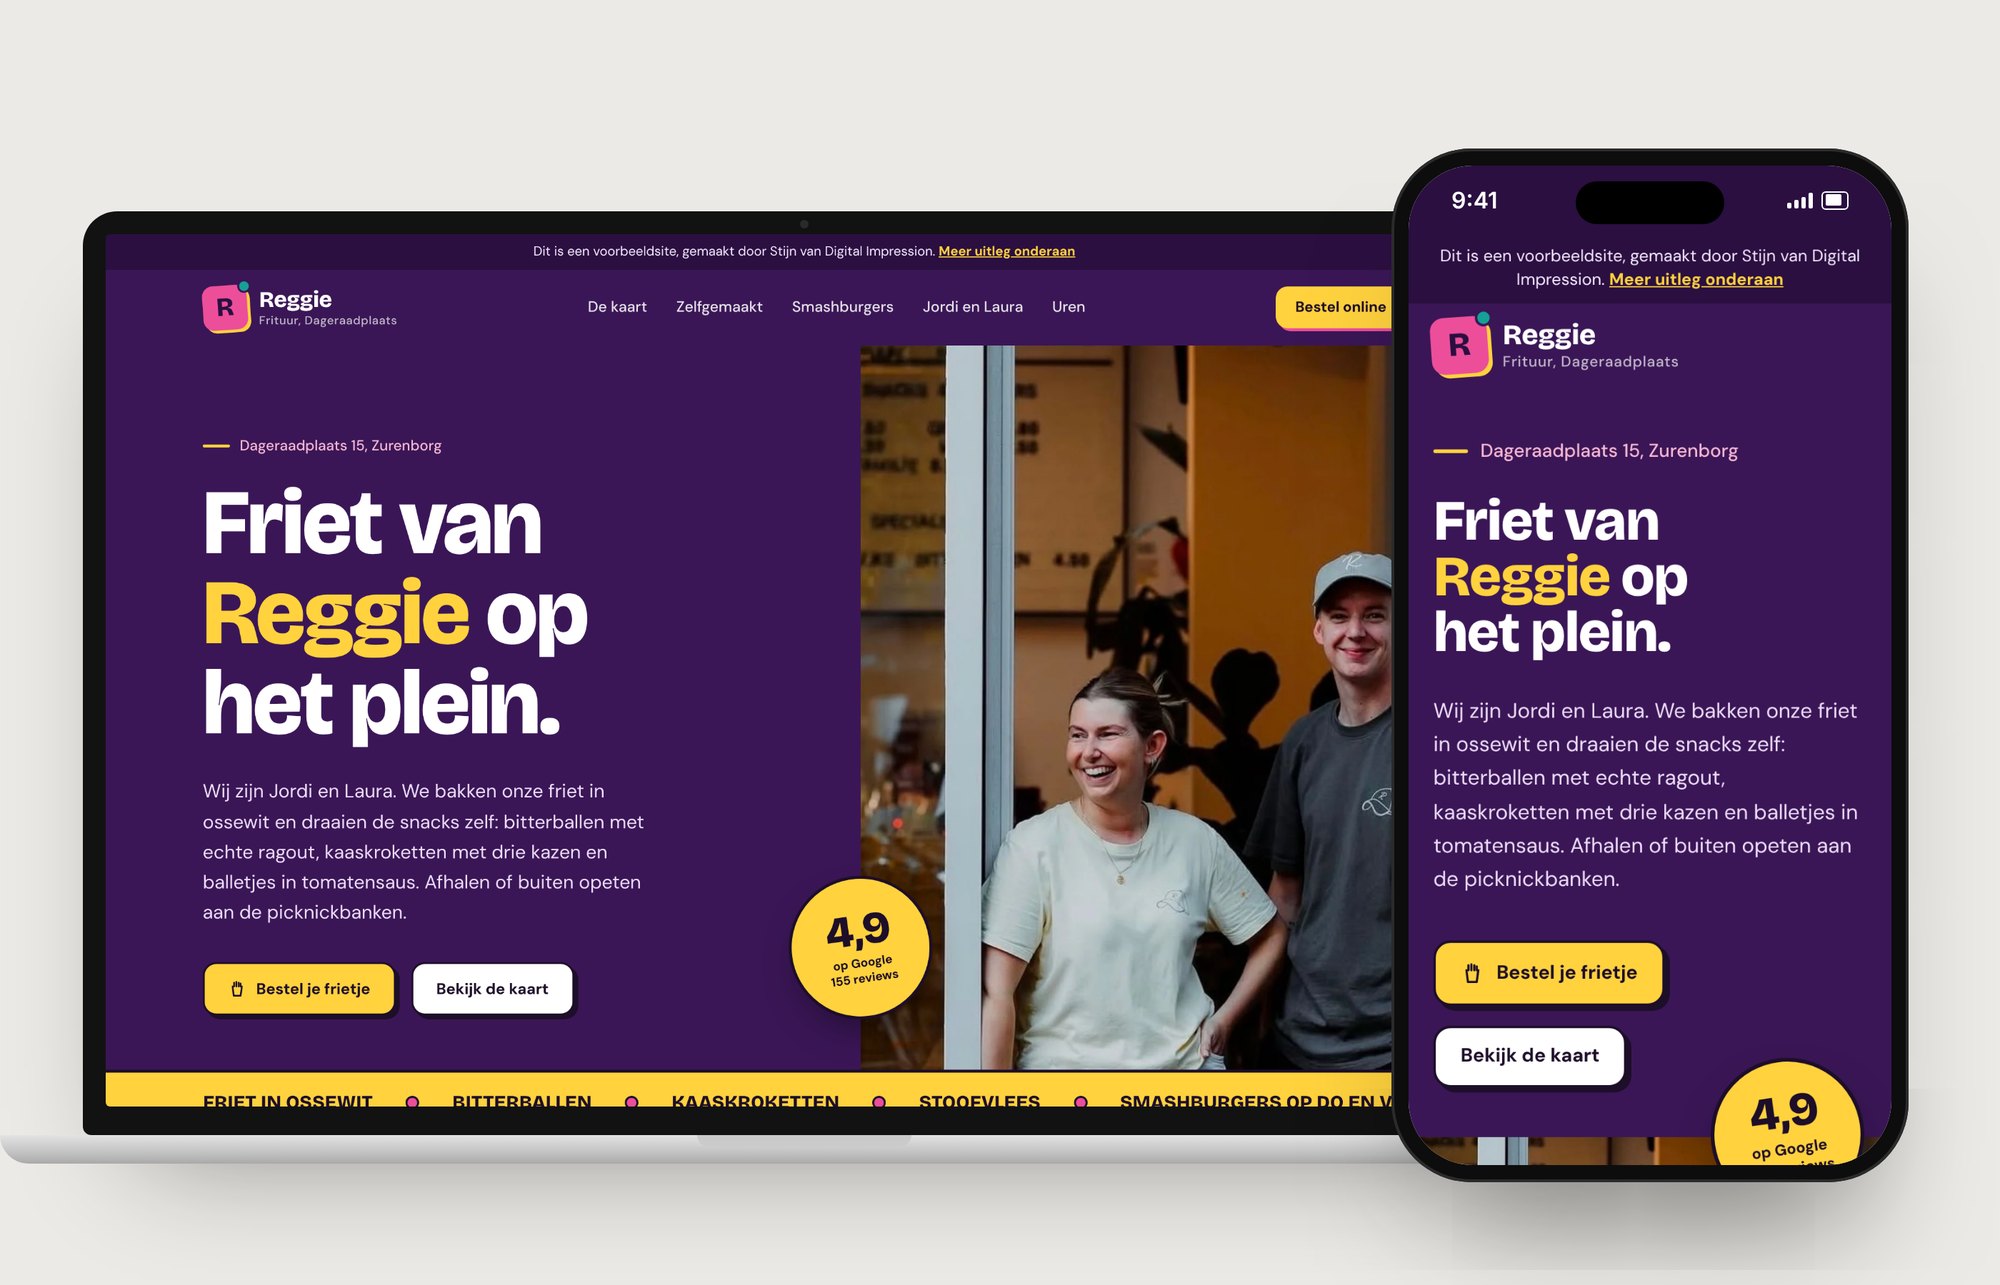 Dit is een voorbeeldsite, gemaakt door Stijn van Digital Impression. Meer uitleg onderaan
R
Reggie
Frituur, Dageraadplaats
De kaart
Zelfgemaakt
Smashburgers
Jordi en Laura
Uren
Bestel online
Dageraadplaats 15, Zurenborg
Friet van
Reggie op
het plein.
Wij zijn Jordi en Laura. We bakken onze friet in
ossewit en draaien de snacks zelf: bitterballen met
echte ragout, kaaskroketten met drie kazen en
balletjes in tomatensaus. Afhalen of buiten opeten
aan de picknickbanken.
Bestel je frietje
Bekijk de kaart
4,9
op Google
155 reviews
4.50
FRIET IN OSSEWIT
BITTERBALLEN
KAASKROKETTEN
STOOFVLEES
SMASHBURGERS OP DO EN
9:41
Dit is een voorbeeldsite, gemaakt door Stijn van Digital
Impression. Meer uitleg onderaan
R
Reggie
Frituur, Dageraadplaats
Dageraadplaats 15, Zurenborg
Friet van
Reggie op
het plein.
Wij zijn Jordi en Laura. We bakken onze friet
in ossewit en draaien de snacks zelf:
bitterballen met echte ragout,
kaaskroketten met drie kazen en balletjes in
tomatensaus. Afhalen of buiten opeten aan
de picknickbanken.
Bestel je frietje
Bekijk de kaart
4,9
op Google